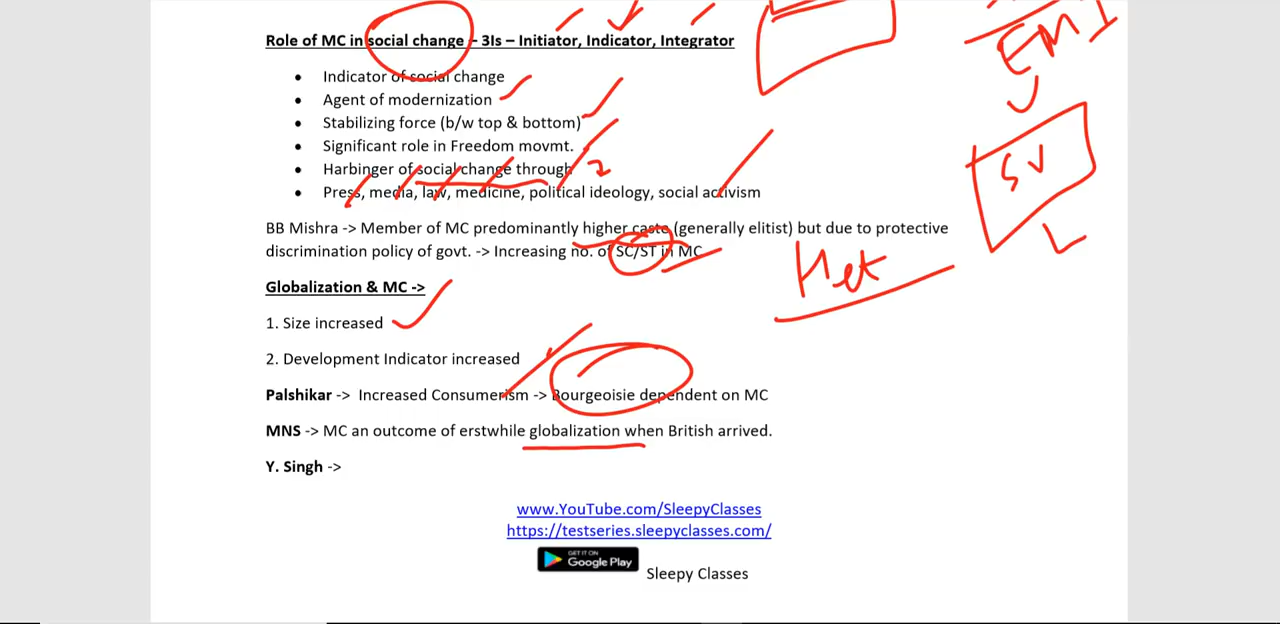 EMI
Role of MC in social change – 3Is – Initiator, Indicator, Integrator
• Indicator of social change
• Agent of modernization
• Stabilizing force (b/w top & bottom)
• Significant role in Freedom movmt.
• Harbinger of social change through
• Press, media, law, medicine, political ideology, social activism
SV
L
BB Mishra -> Member of MC predominantly higher caste (generally elitist) but due to protective
discrimination policy of govt. -> Increasing no. of SC/ST in MC
Het
Globalization & MC ->
1. Size increased
2. Development Indicator increased
Palshikar -> Increased Consumerism -> Bourgeoisie dependent on MC
MNS -> MC an outcome of erstwhile globalization when British arrived.
Y. Singh ->
www.YouTube.com/SleepyClasses
https://testseries.sleepyclasses.com/
GET IT ON
Google Play
Sleepy Classes